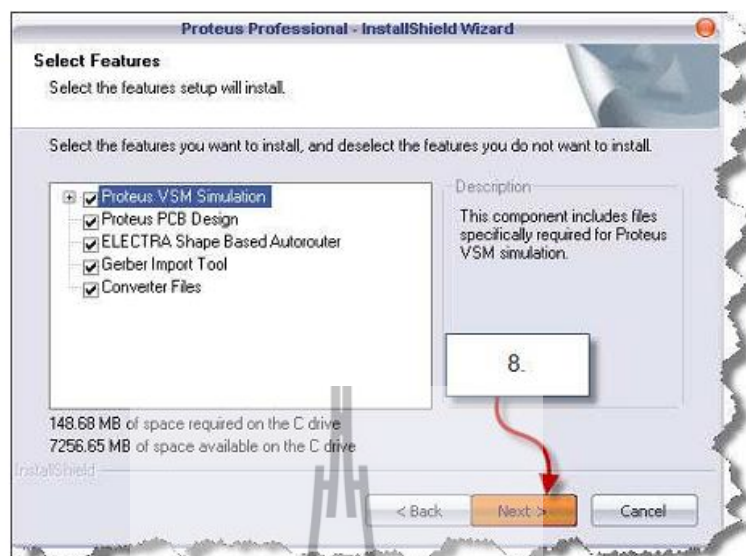 Proteus Professional - InstallShield Wizard
Select Features
Select the features setup will install.
Select the features you want to install, and deselect the features you do not want to install.
Proteus VSM Simulation
Proteus PCB Design
ELECTRA Shape Based Autorouter
Gerber Import Tool
Converter Files
Description
This component includes files
specifically required for Proteus
VSM simulation.
8.
148.68 MB of space required on the C drive
7256.65 MB of space available on the C drive
InstallShield
< Back Next > Cancel